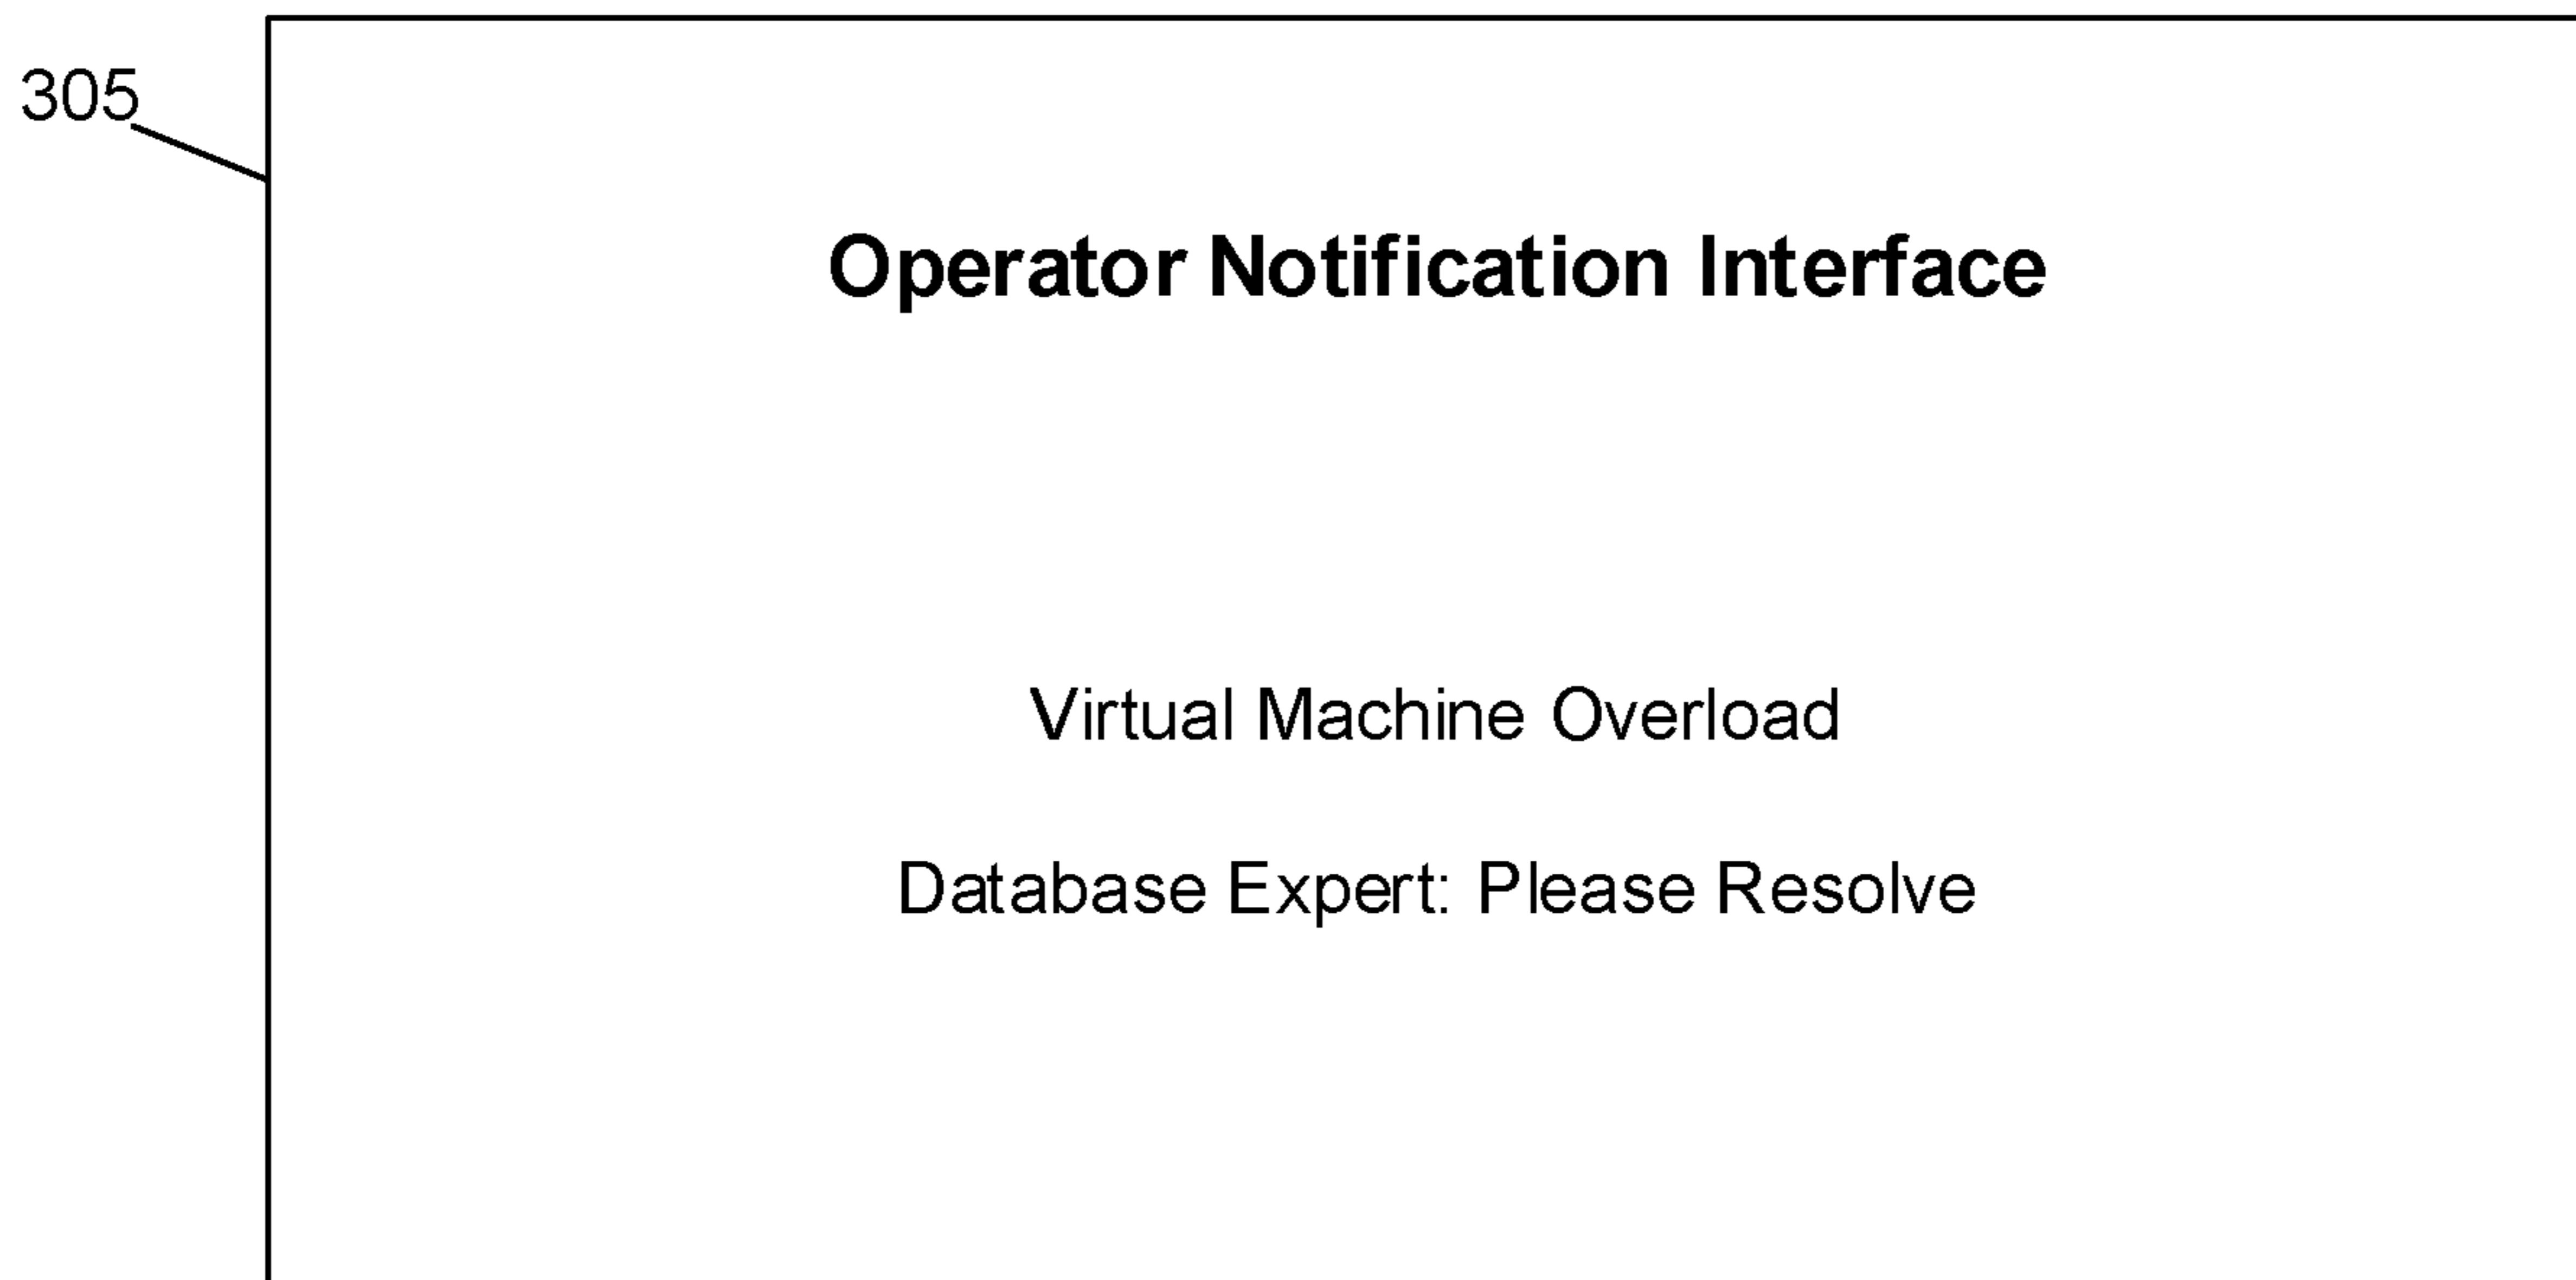 305
Operator Notification Interface
Virtual Machine Overload
Database Expert: Please Resolve